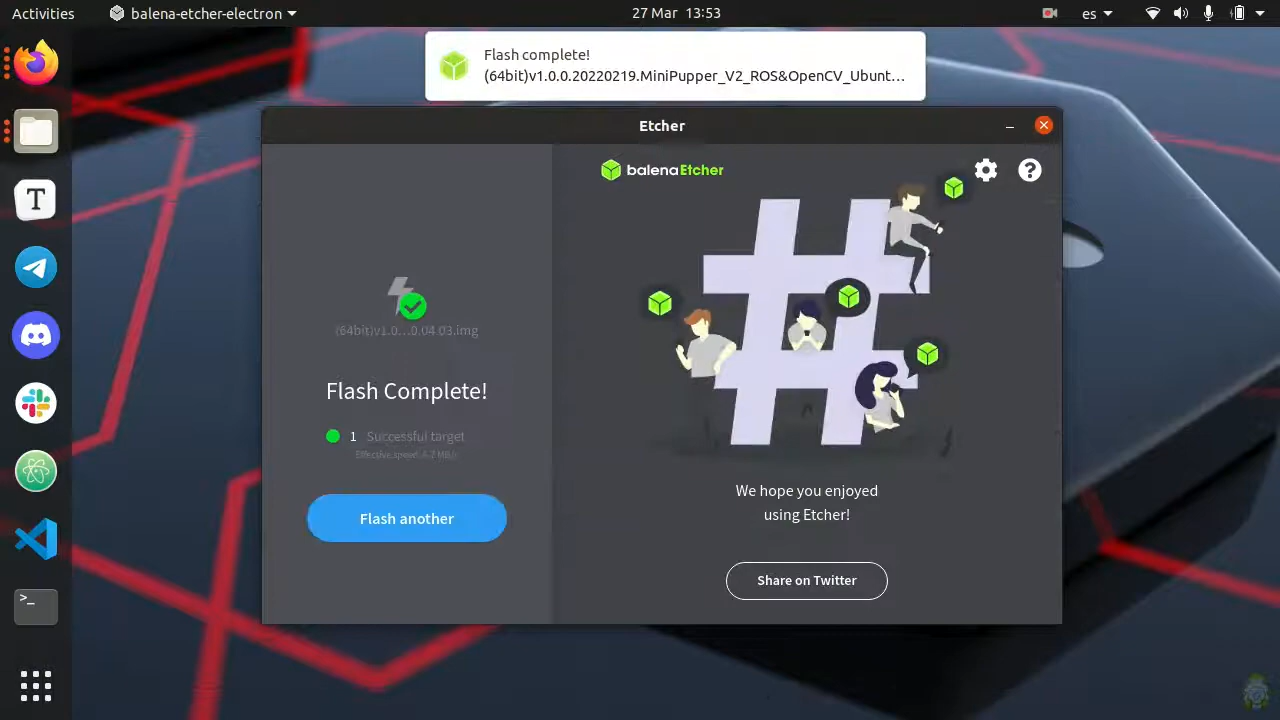 Activities
balena-etcher-electron
27 Mar 13:53
es
Flash complete!
(64bit)v1.0.0.20220219.MiniPupper_V2_ROS&OpenCV_Ubunt...
Etcher
balenaEtcher
(64bit)v1.0...0.04.03.img
Flash Complete!
1 Successful target
Effective speed:
Flash another
We hope you enjoyed
using Etcher!
Share on Twitter